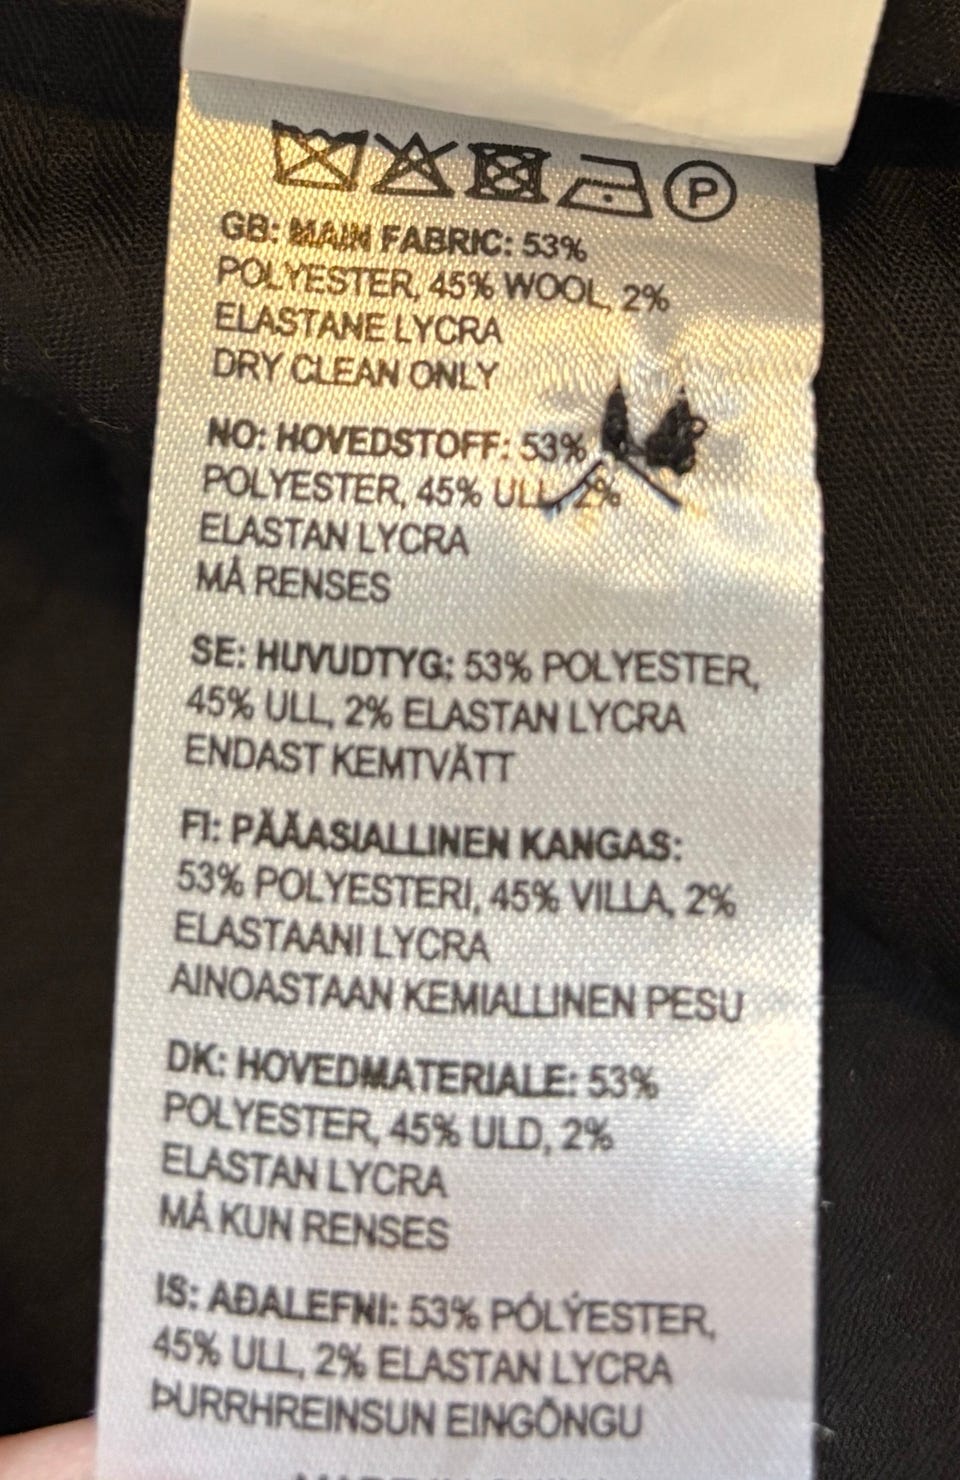 P
GB: MAIN FABRIC: 53%
POLYESTER, 45% WOOL, 2%
ELASTANE LYCRA
DRY CLEAN ONLY
NO: HOVEDSTOFF: 53%
POLYESTER, 45% ULL, 2%
ELASTAN LYCRA
MÅ RENSES
SE: HUVUDTYG: 53% POLYESTER,
45% ULL, 2% ELASTAN LYCRA
ENDAST KEMTVÄTT
FI: PÄÄASIALLINEN KANGAS:
53% POLYESTERI, 45% VILLA, 2%
ELASTAANI LYCRA
AINOASTAAN KEMIALLINEN PESU
DK: HOVEDMATERIALE: 53%
POLYESTER, 45% ULD, 2%
ELASTAN LYCRA
MÅ KUN RENSES
IS: AÐALEFNI: 53% PÓLÝESTER,
45% ULL, 2% ELASTAN LYCRA
ÞURRHREINSUN EINGÖNGU